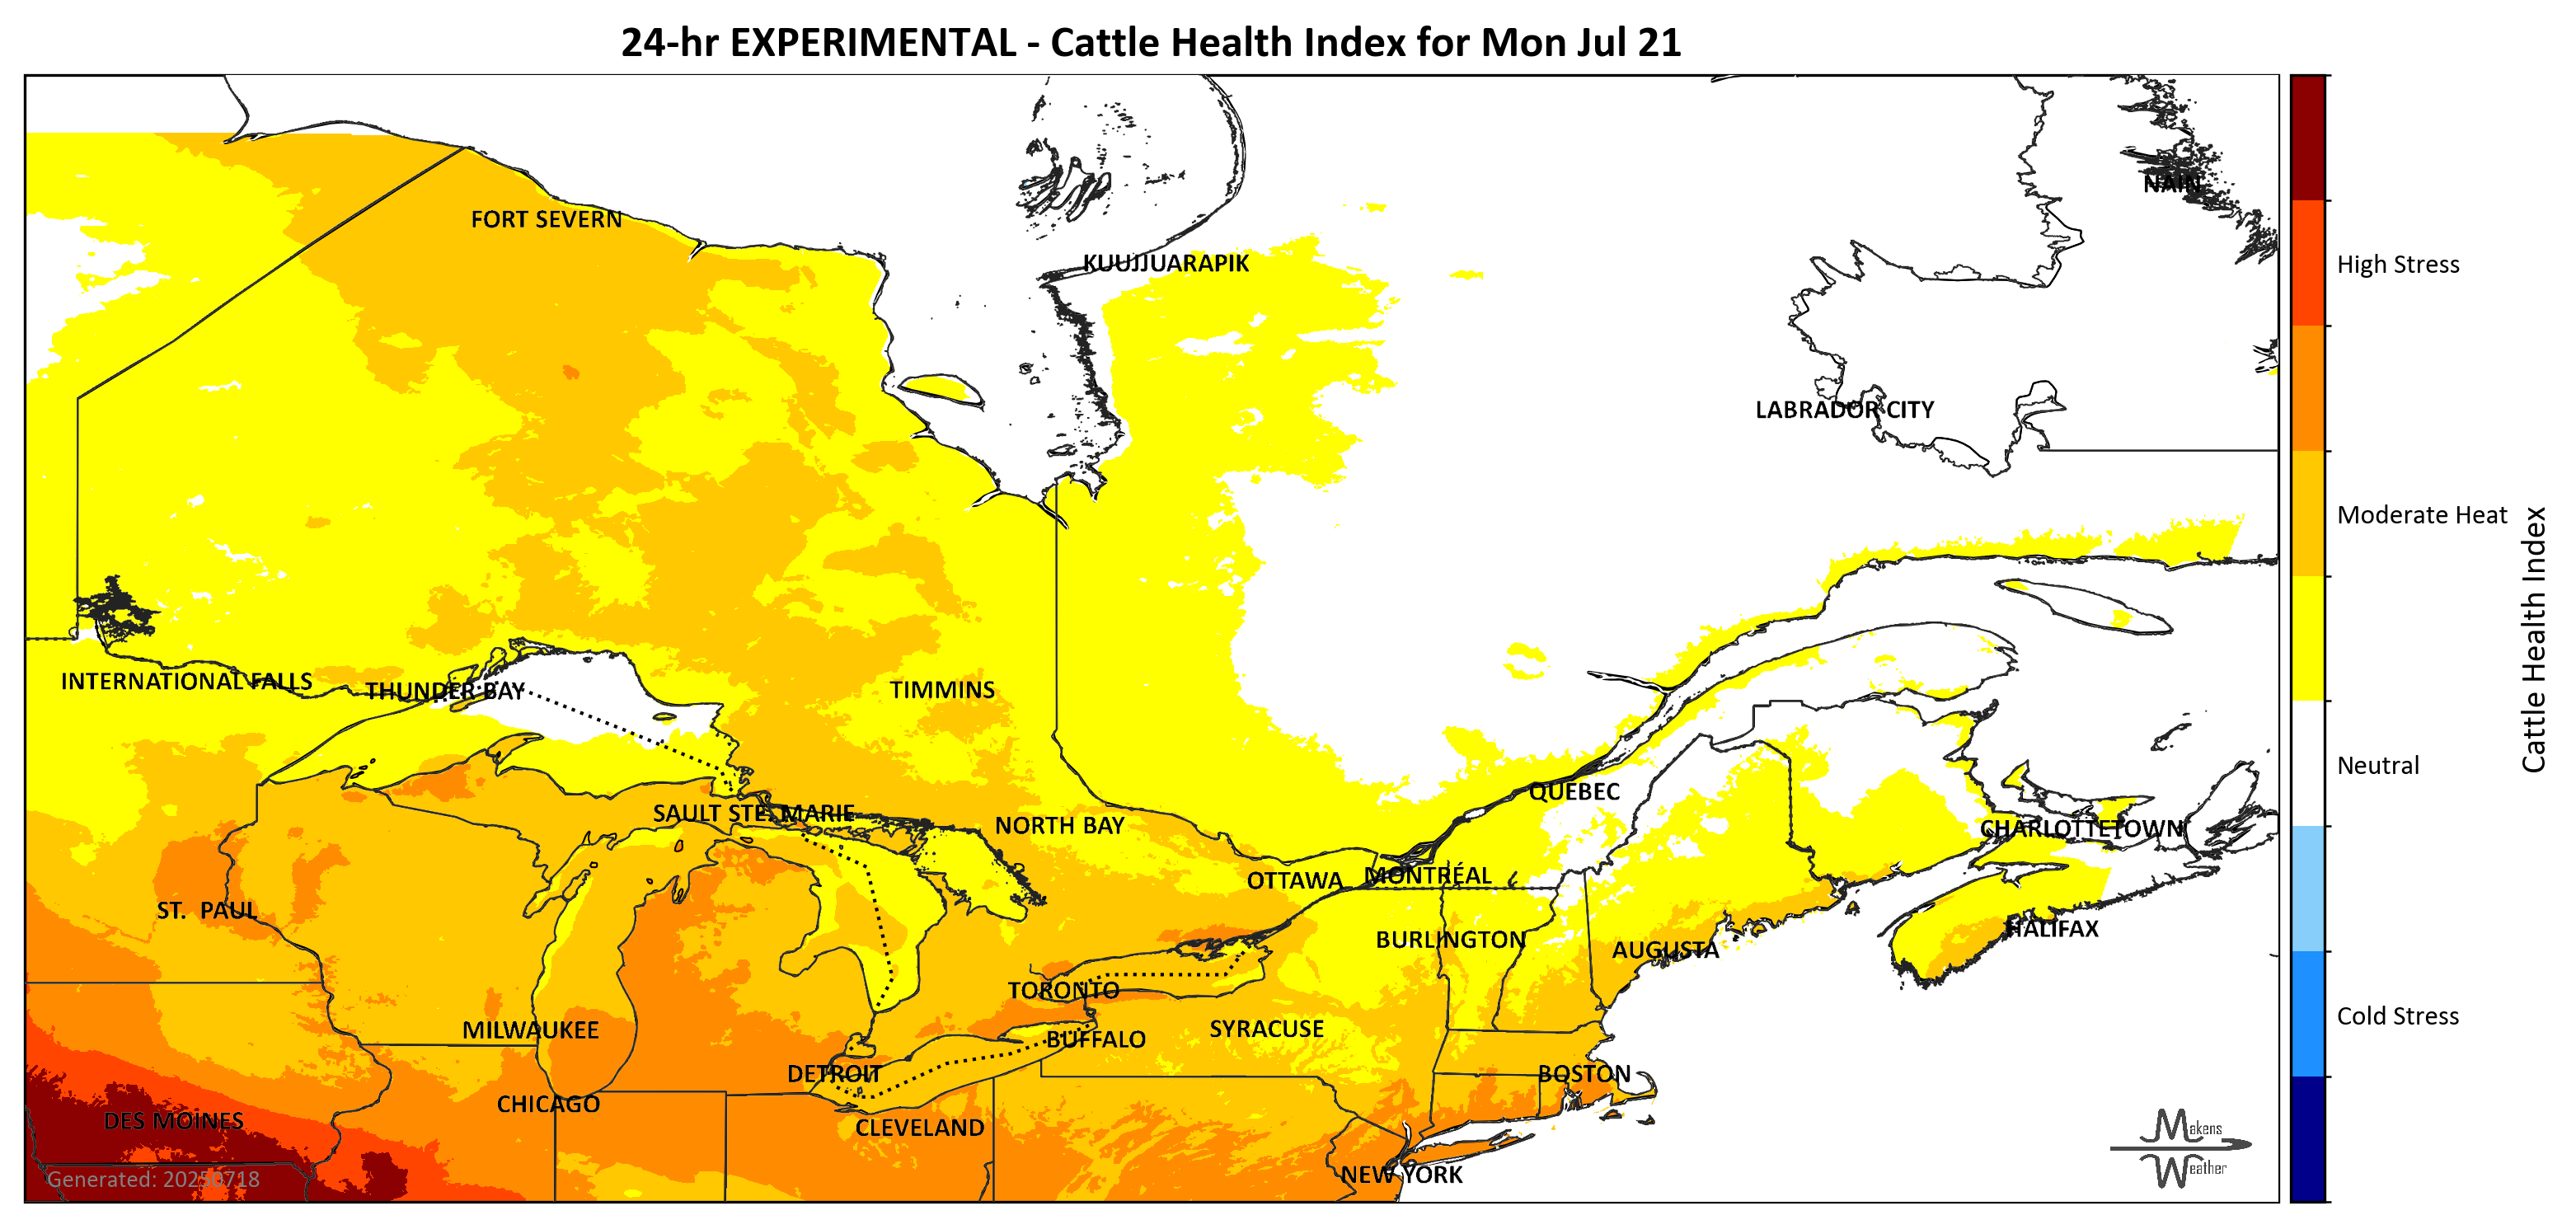 24-hr EXPERIMENTAL - Cattle Health Index for Mon Jul 21
NAIN
FORT SEVERN
KUUJJUARAPIK
High Stress
LABRADOR CITY
Moderate Heat
INTERNATIONAL FALLS
THUNDER BAY
TIMMINS
Cattle Health Index
Neutral
QUEBEC
SAULT STE. MARIE
NORTH BAY
CHARLOTTETOWN
OTTAWA
MONTRÉAL
ST. PAUL
HALIFAX
BURLINGTON
AUGUSTA
TORONTO
MILWAUKEE
BUFFALO
SYRACUSE
Cold Stress
DETROIT
BOSTON
CHICAGO
DES MOINES
CLEVELAND
Makens
Weather
NEW YORK
Generated: 20250718